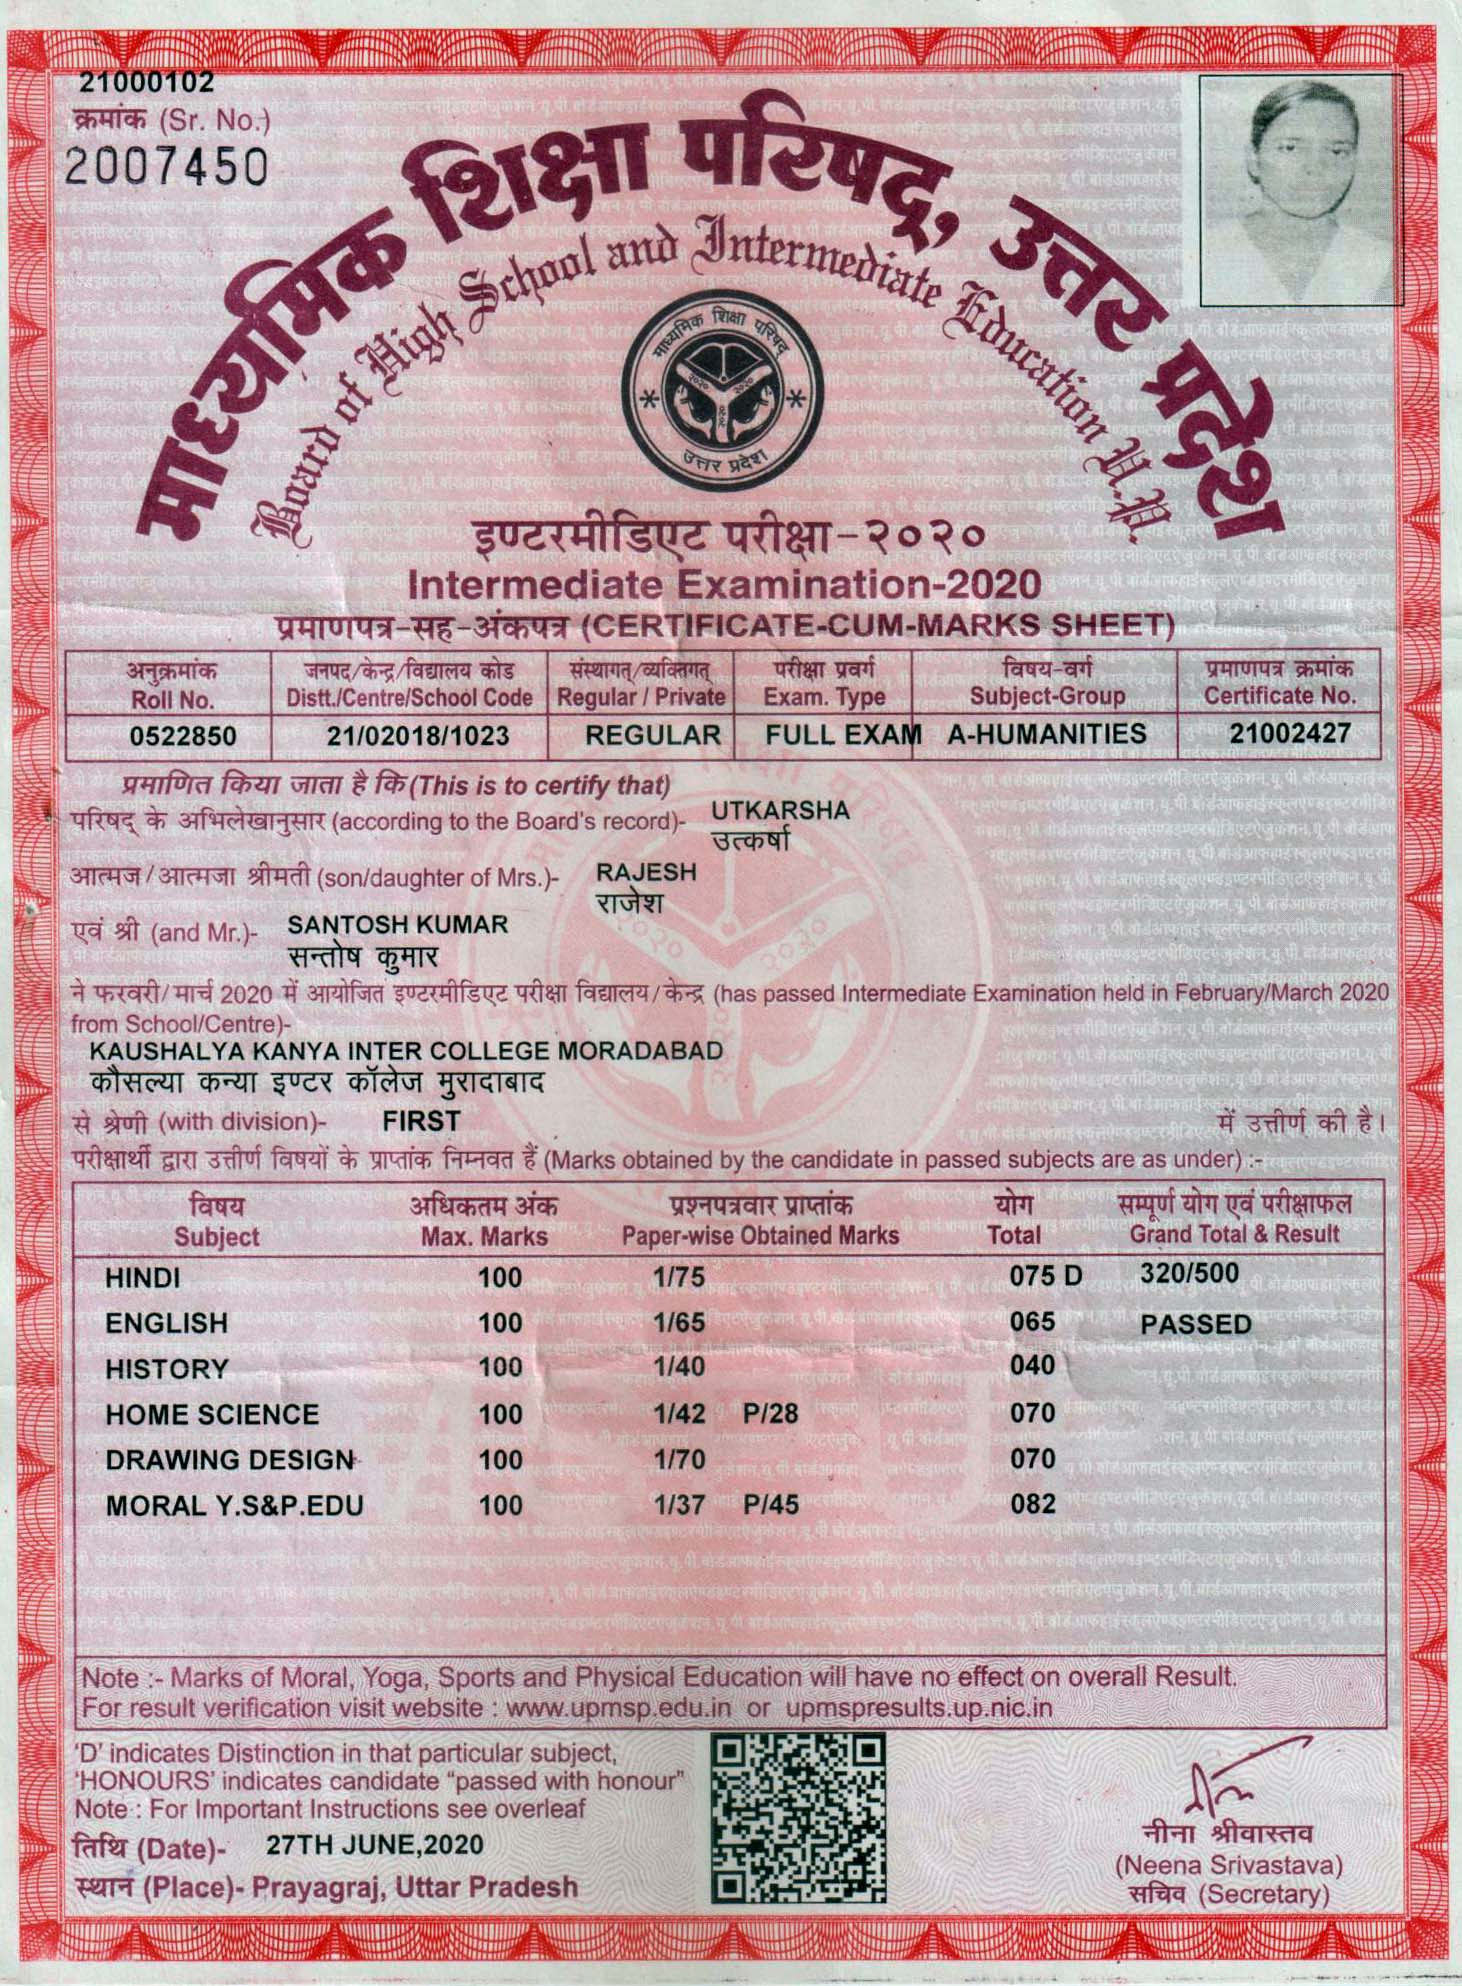 21000102
क्रमांक (Sr. No.)
2007450
माध्यमिक शिक्षा परिषद्, उत्तर प्रदेश
Board of High School and Intermediate Education U.P.
माध्यमिक शिक्षा परिषद्
२०२० २०२०
उत्तर प्रदेश
इण्टरमीडिएट परीक्षा-२०२०
Intermediate Examination-2020
प्रमाणपत्र-सह-अंकपत्र (CERTIFICATE-CUM-MARKS SHEET)
अनुक्रमांक जनपद/केन्द्र/विद्यालय कोड संस्थागत/व्यक्तिगत परीक्षा प्रवर्ग विषय-वर्ग प्रमाणपत्र क्रमांक
Roll No. Distt./Centre/School Code Regular / Private Exam. Type Subject-Group Certificate No.
0522850 21/02018/1023 REGULAR FULL EXAM A-HUMANITIES 21002427
प्रमाणित किया जाता है कि (This is to certify that)
परिषद् के अभिलेखानुसार (according to the Board's record)- UTKARSHA
उत्कर्षा
आत्मज/आत्मजा श्रीमती (son/daughter of Mrs.)- RAJESH
राजेश
एवं श्री (and Mr.)- SANTOSH KUMAR
सन्तोष कुमार
ने फरवरी/मार्च 2020 में आयोजित इण्टरमीडिएट परीक्षा विद्यालय/केन्द्र (has passed Intermediate Examination held in February/March 2020
from School/Centre)-
KAUSHALYA KANYA INTER COLLEGE MORADABAD
कौसल्या कन्या इण्टर कॉलेज मुरादाबाद
से श्रेणी (with division)- FIRST में उत्तीर्ण की है।
परीक्षार्थी द्वारा उत्तीर्ण विषयों के प्राप्तांक निम्नवत हैं (Marks obtained by the candidate in passed subjects are as under) :-
विषय अधिकतम अंक प्रश्नपत्रवार प्राप्तांक योग सम्पूर्ण योग एवं परीक्षाफल
Subject Max. Marks Paper-wise Obtained Marks Total Grand Total & Result
HINDI 100 1/75 075 D 320/500
ENGLISH 100 1/65 065 PASSED
HISTORY 100 1/40 040
HOME SCIENCE 100 1/42 P/28 070
DRAWING DESIGN 100 1/70 070
MORAL Y.S&P.EDU 100 1/37 P/45 082
Note :- Marks of Moral, Yoga, Sports and Physical Education will have no effect on overall Result.
For result verification visit website : www.upmsp.edu.in or upmspresults.up.nic.in
'D' indicates Distinction in that particular subject,
'HONOURS' indicates candidate "passed with honour"
Note : For Important Instructions see overleaf
तिथि (Date)- 27TH JUNE,2020
स्थान (Place)- Prayagraj, Uttar Pradesh
नीना श्रीवास्तव
(Neena Srivastava)
सचिव (Secretary)